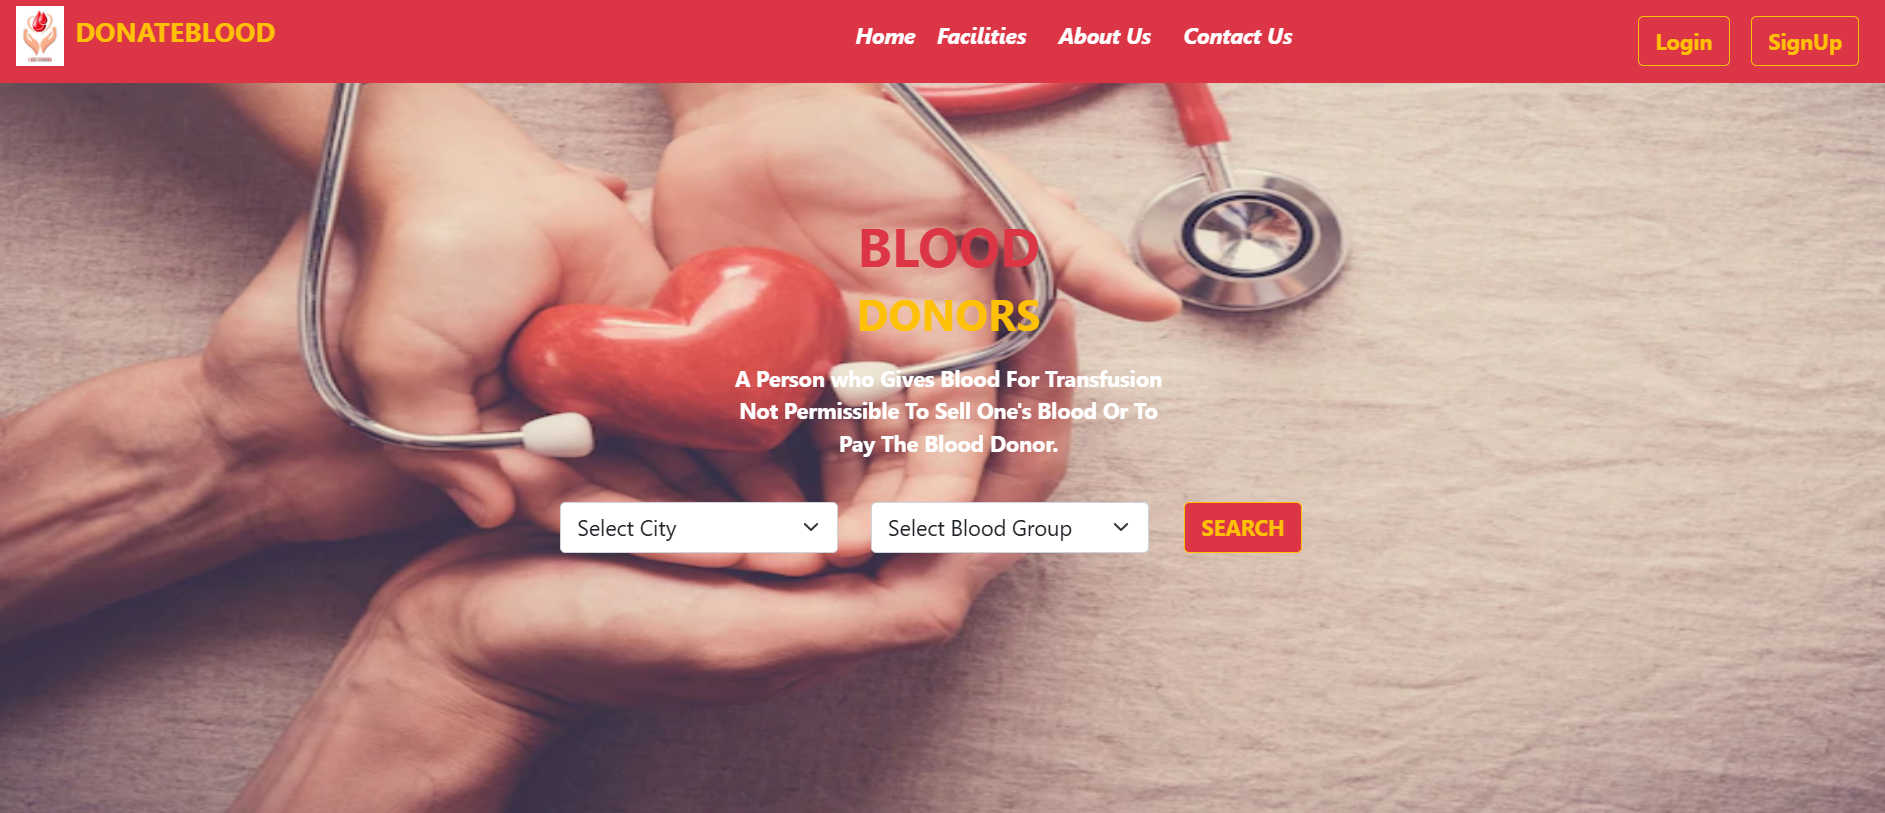 DONATEBLOOD
Home Facilities About Us Contact Us
Login SignUp
BLOOD
DONORS
A Person who Gives Blood For Transfusion
Not Permissible To Sell One's Blood Or To
Pay The Blood Donor.
Select City
Select Blood Group
SEARCH